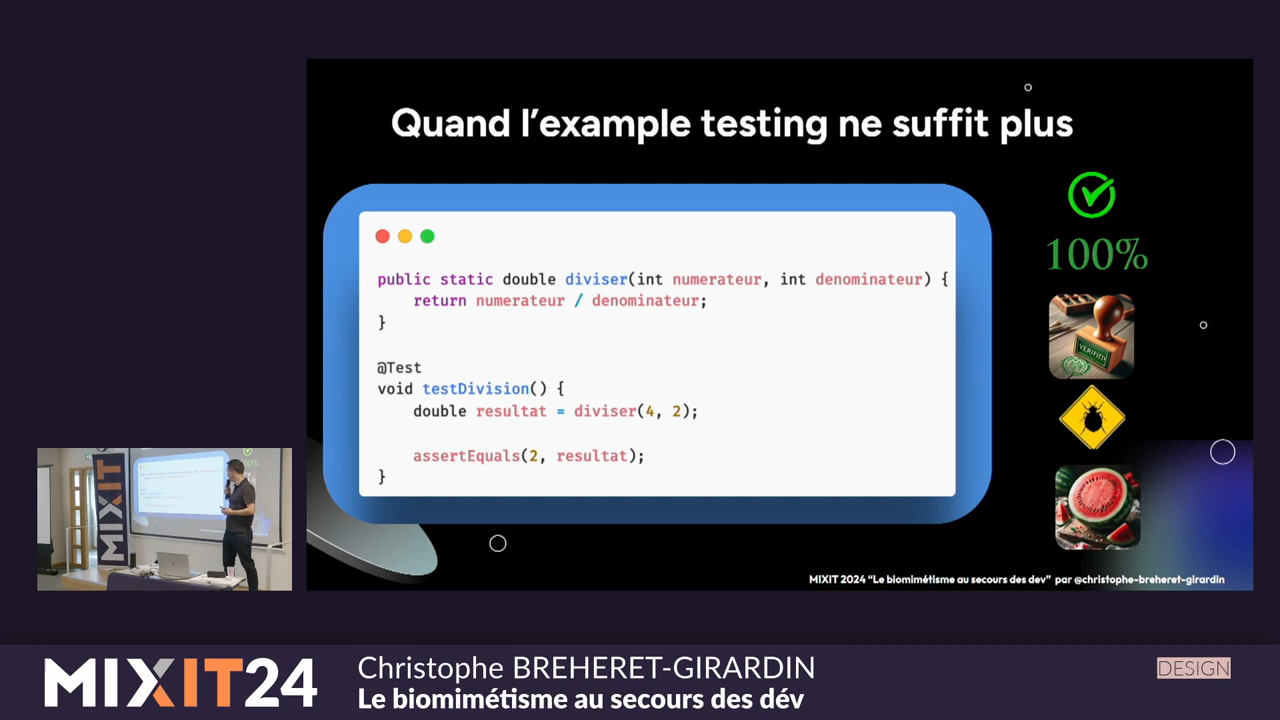 Quand l’example testing ne suffit plus
100%
public static double diviser(int numerateur, int denominateur) {
    return numerateur / denominateur;
}
@Test
void testDivision() {
    double resultat = diviser(4, 2);
    assertEquals(2, resultat);
}
VERIFIED
MIXIT
MIXIT 2024 “Le biomimétisme au secours des dev” par @christophe-breheret-girardin
MIXIT24
Christophe BREHERET-GIRARDIN
Le biomimétisme au secours des dév
DESIGN